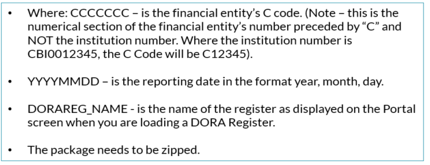 • Where: CCCCCCC – is the financial entity's C code. (Note – this is the
numerical section of the financial entity's number preceded by "C" and
NOT the institution number. Where the institution number is
CBI0012345, the C Code will be C12345).
• YYYYMMDD – is the reporting date in the format year, month, day.
• DORAREG_NAME - is the name of the register as displayed on the Portal
screen when you are loading a DORA Register.
• The package needs to be zipped.